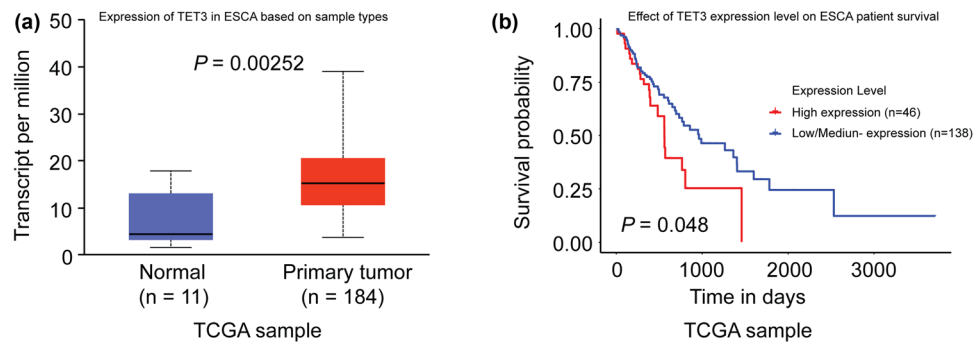 (a)
Expression of TET3 in ESCA based on sample types
Transcript per million
50
40
30
20
10
0
P = 0.00252
Normal
(n = 11)
Primary tumor
(n = 184)
TCGA sample
(b)
Effect of TET3 expression level on ESCA patient survival
Survival probability
1.00
0.75
0.50
0.25
0.00
Expression Level
High expression (n=46)
Low/Mediun- expression (n=138)
P = 0.048
0 1000 2000 3000
Time in days
TCGA sample